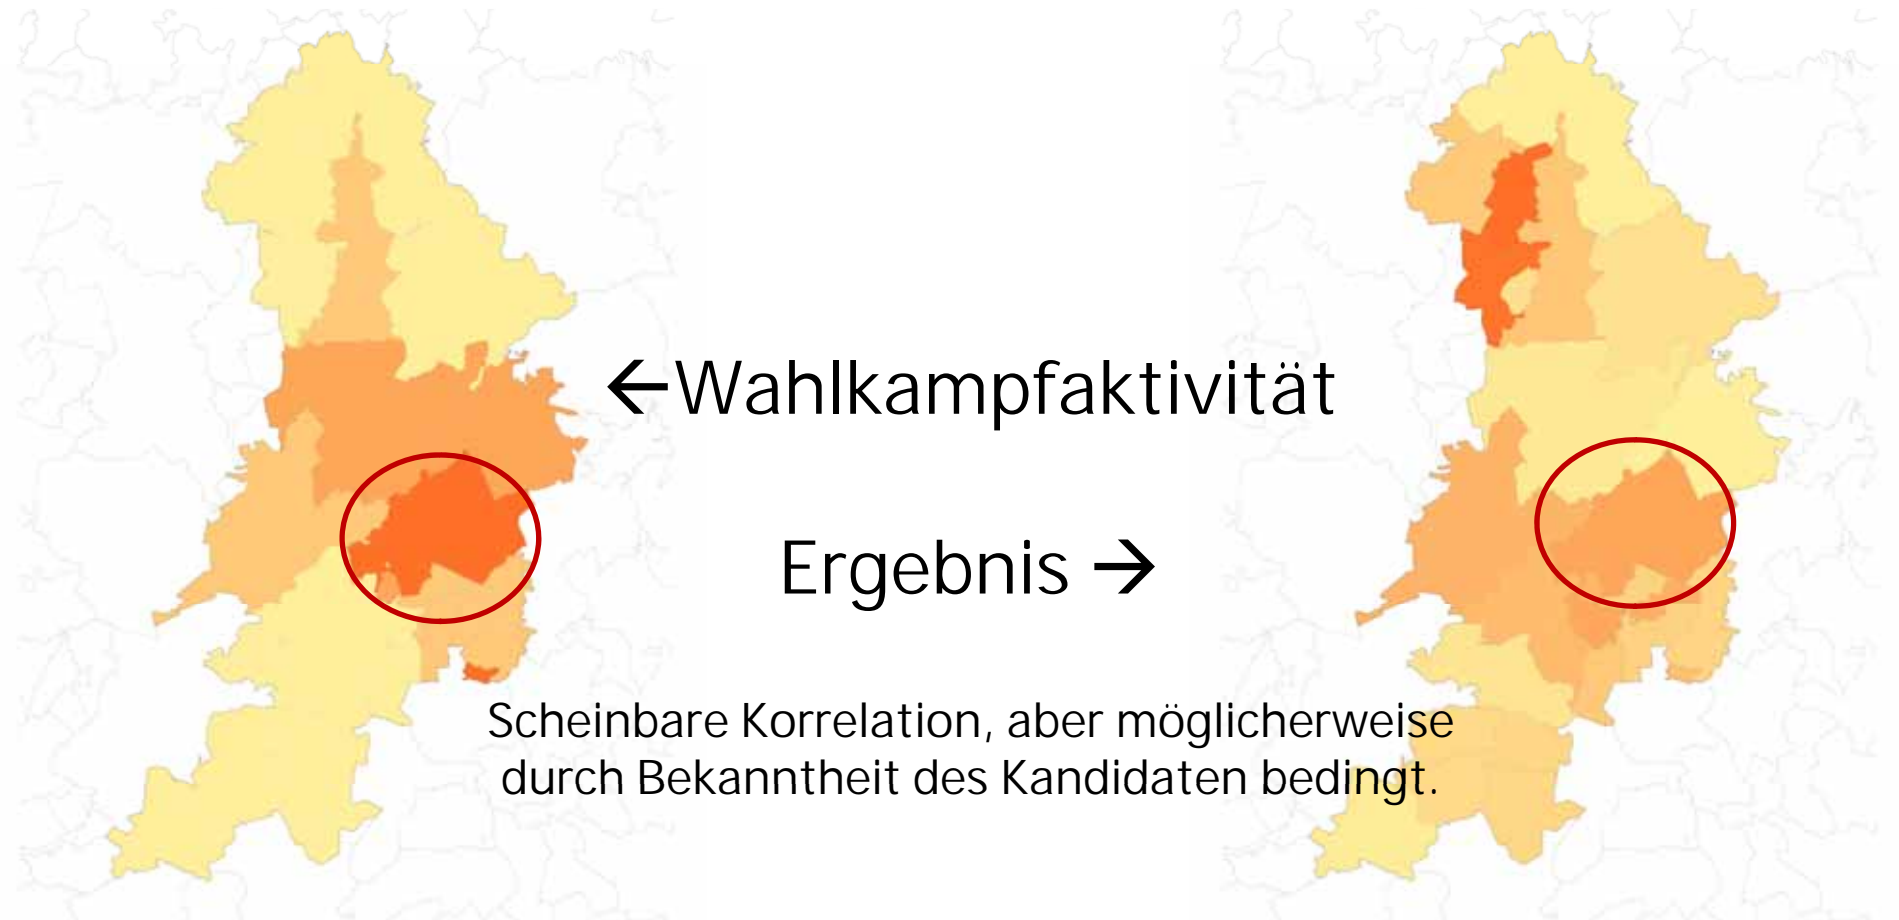 ←Wahlkampfaktivität
Ergebnis →
Scheinbare Korrelation, aber möglicherweise
durch Bekanntheit des Kandidaten bedingt.